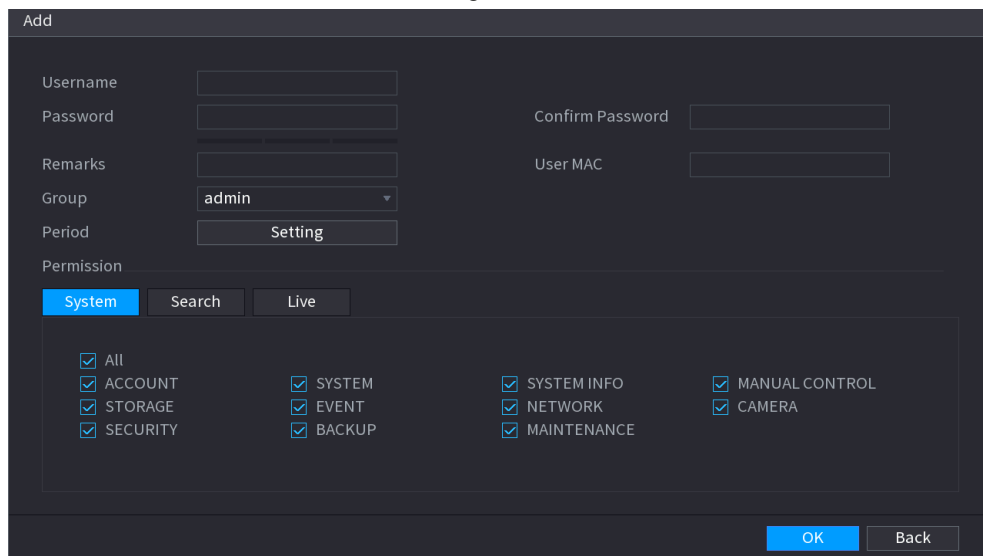 Add
Username
Password Confirm Password
Remarks User MAC
Group admin
Period Setting
Permission
System Search Live
All
ACCOUNT SYSTEM SYSTEM INFO MANUAL CONTROL
STORAGE EVENT NETWORK CAMERA
SECURITY BACKUP MAINTENANCE
OK Back